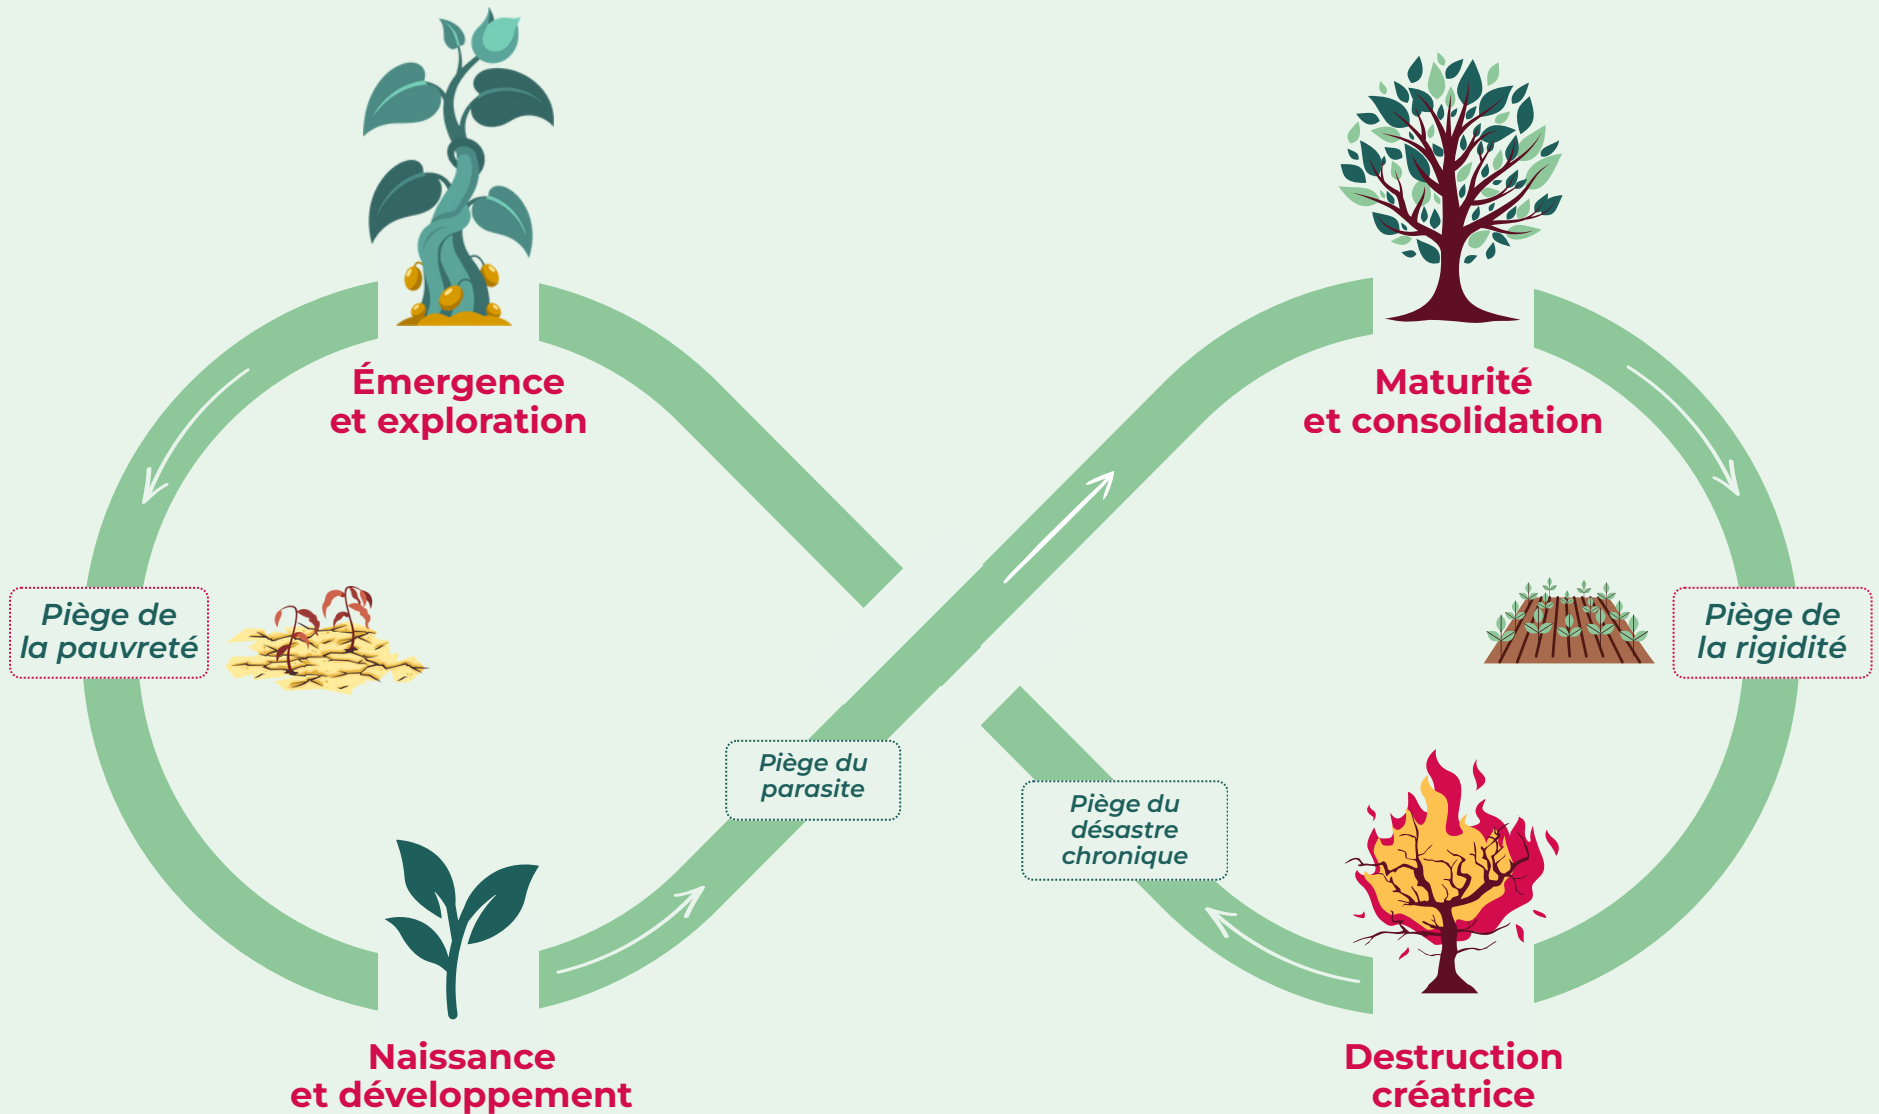 Émergence
et exploration
Maturité
et consolidation
Piège de
la pauvreté
Piège de
la rigidité
Piège du
parasite
Piège du
désastre
chronique
Naissance
et développement
Destruction
créatrice